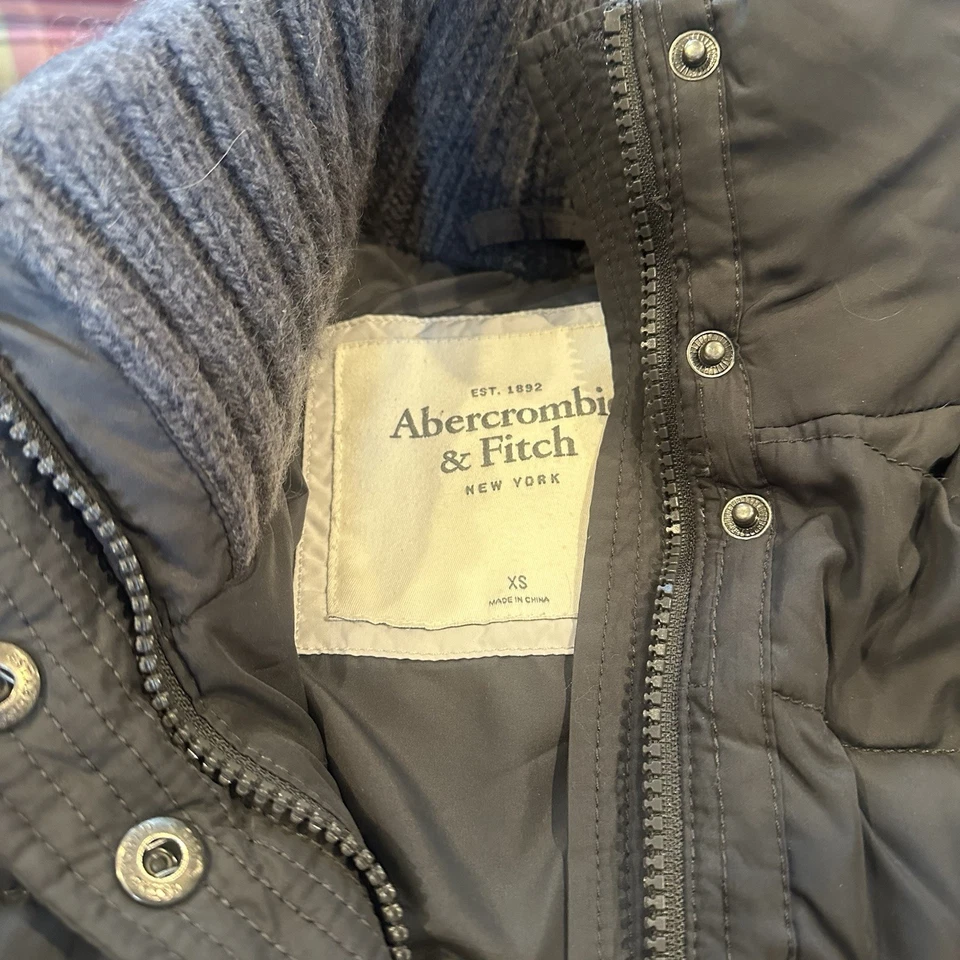 EST. 1892
Abercrombi
& Fitch
NEW YORK
XS
MADE IN CHINA